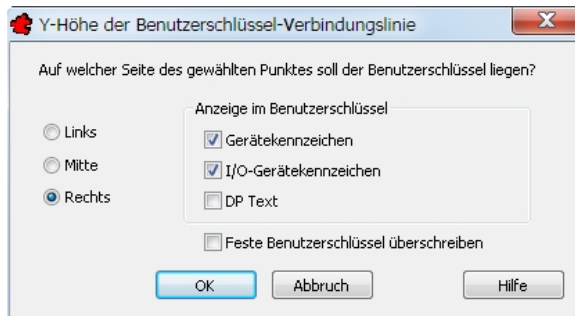 Y-Höhe der Benutzerschlüssel-Verbindungslinie
Auf welcher Seite des gewählten Punktes soll der Benutzerschlüssel liegen?
Links
Mitte
Rechts
Anzeige im Benutzerschlüssel
Gerätekennzeichen
I/O-Gerätekennzeichen
DP Text
Feste Benutzerschlüssel überschreiben
OK Abbruch Hilfe